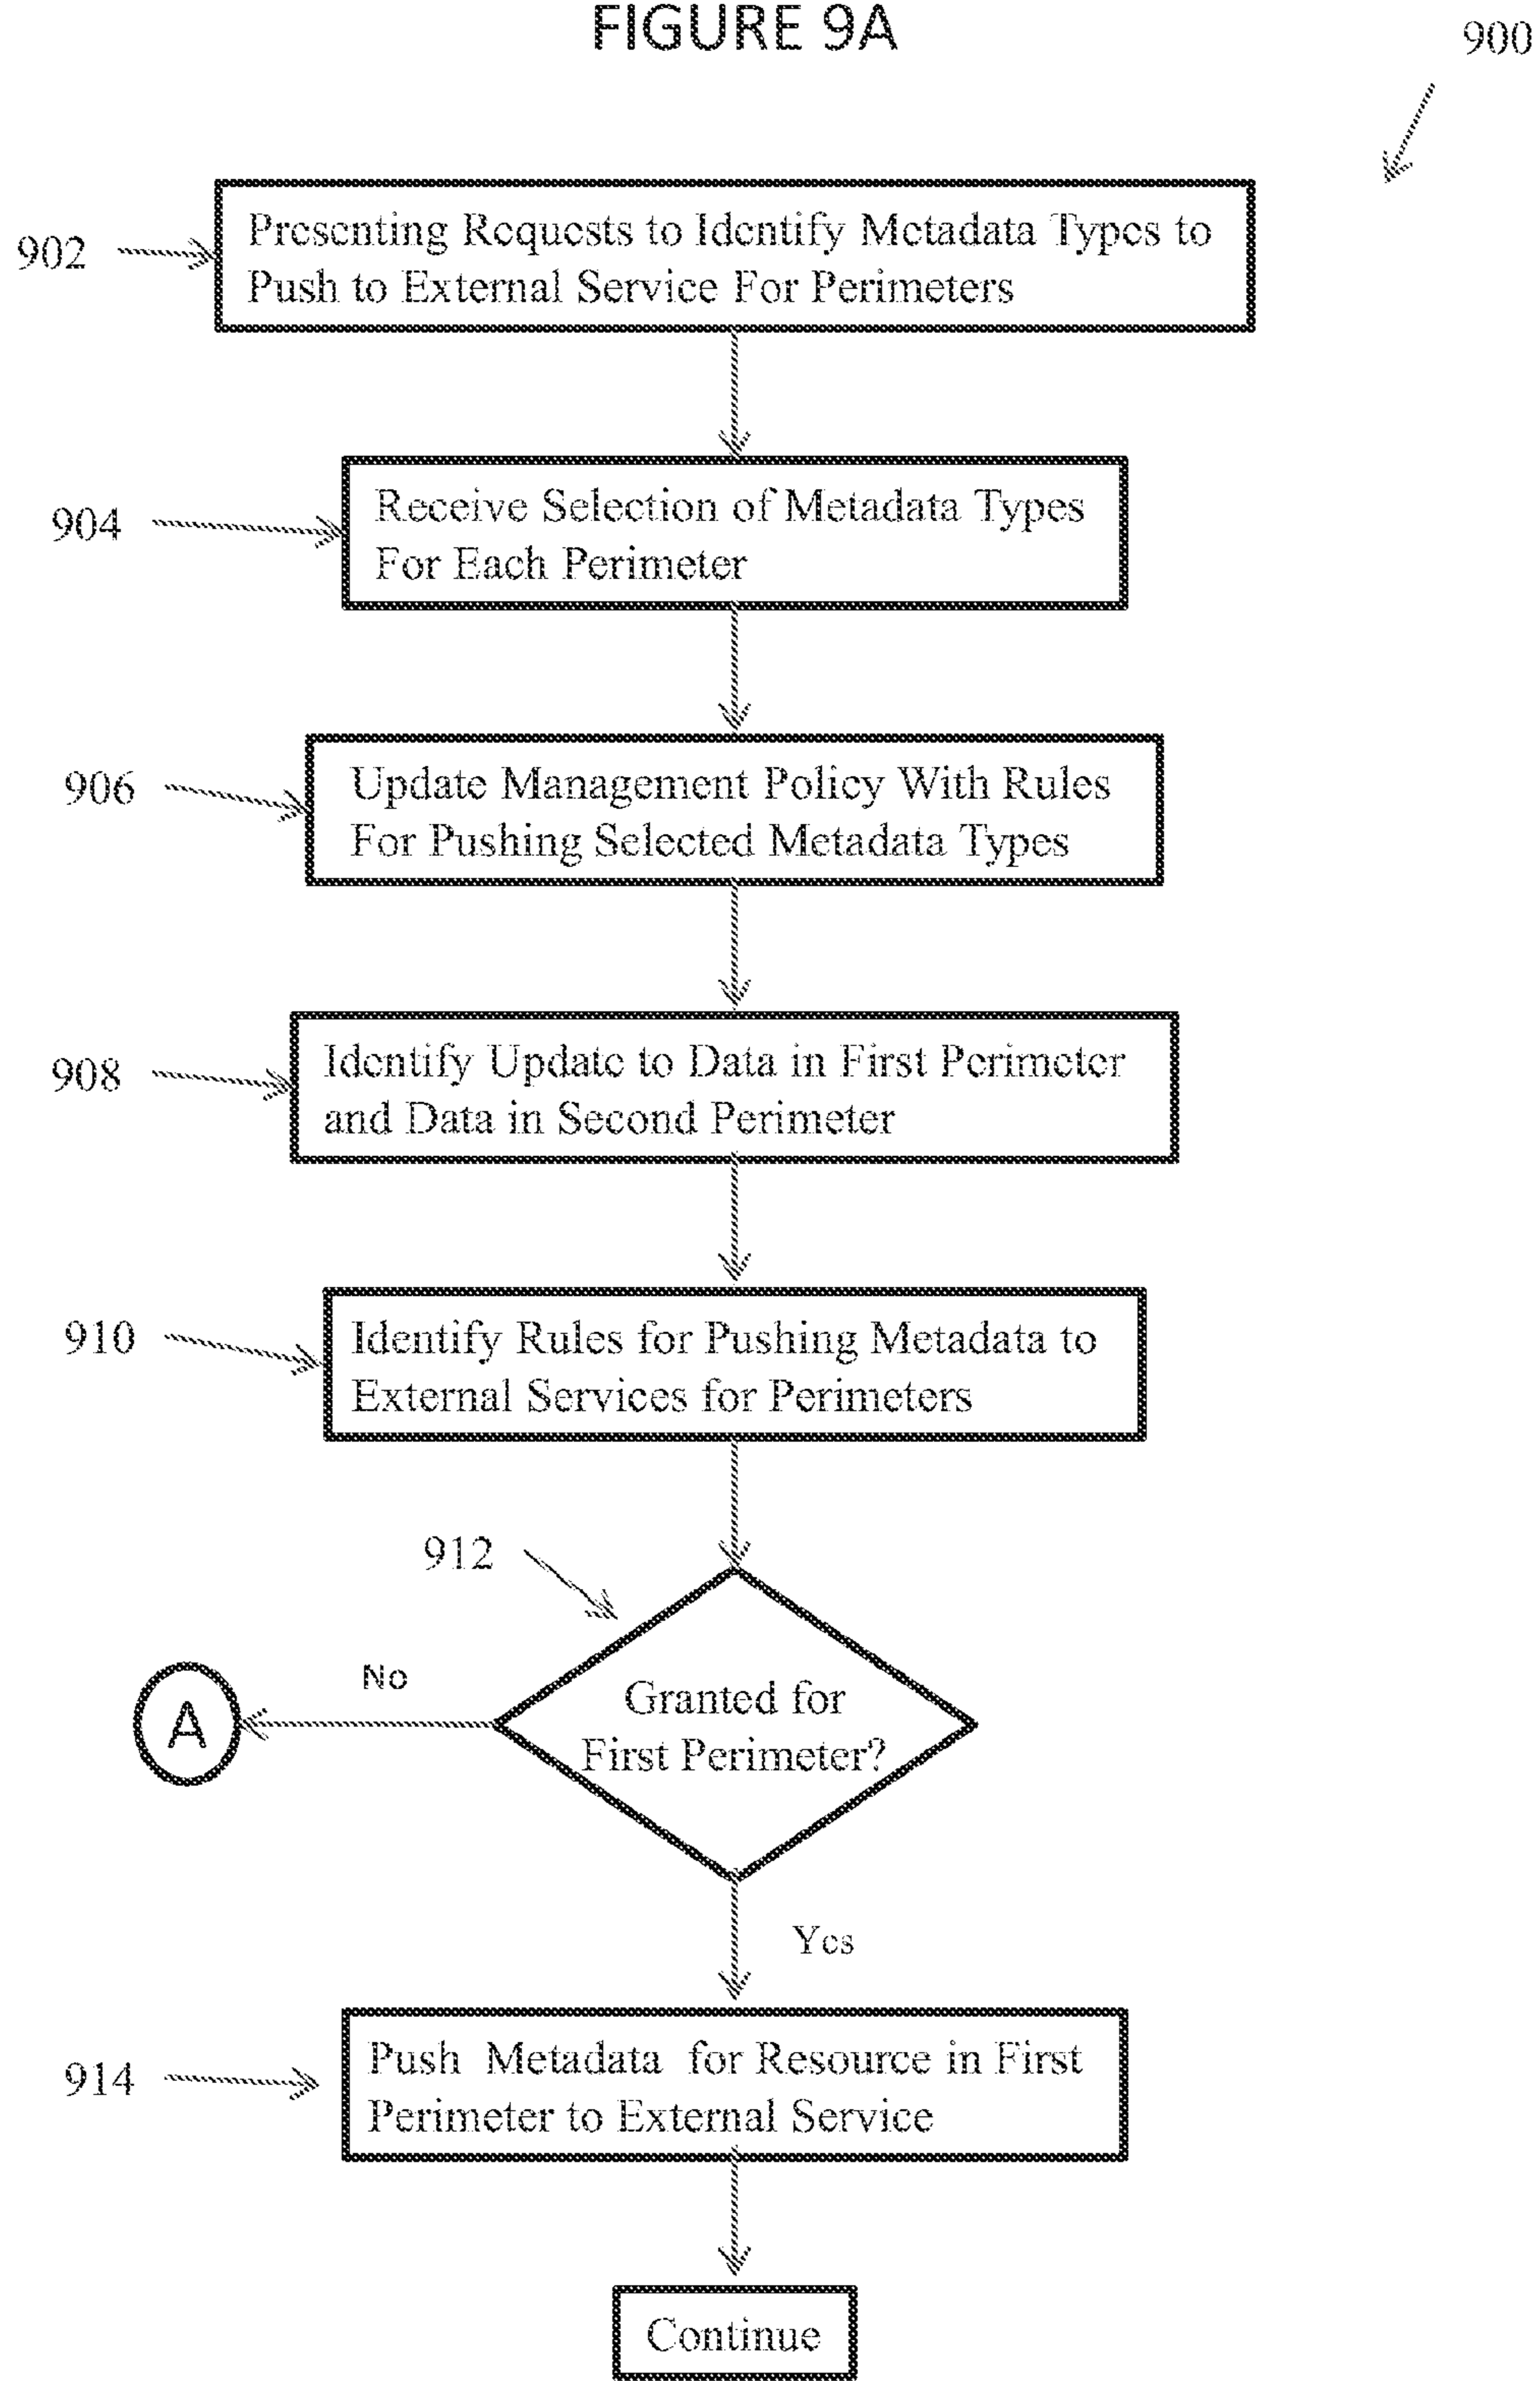 FIGURE 9A
900
902
Presenting Requests to Identify Metadata Types to
Push to External Service For Perimeters
904
Receive Selection of Metadata Types
For Each Perimeter
906
Update Management Policy With Rules
For Pushing Selected Metadata Types
908
Identify Update to Data in First Perimeter
and Data in Second Perimeter
910
Identify Rules for Pushing Metadata to
External Services for Perimeters
912
Granted for
First Perimeter?
No
A
Yes
914
Push Metadata for Resource in First
Perimeter to External Service
Continue